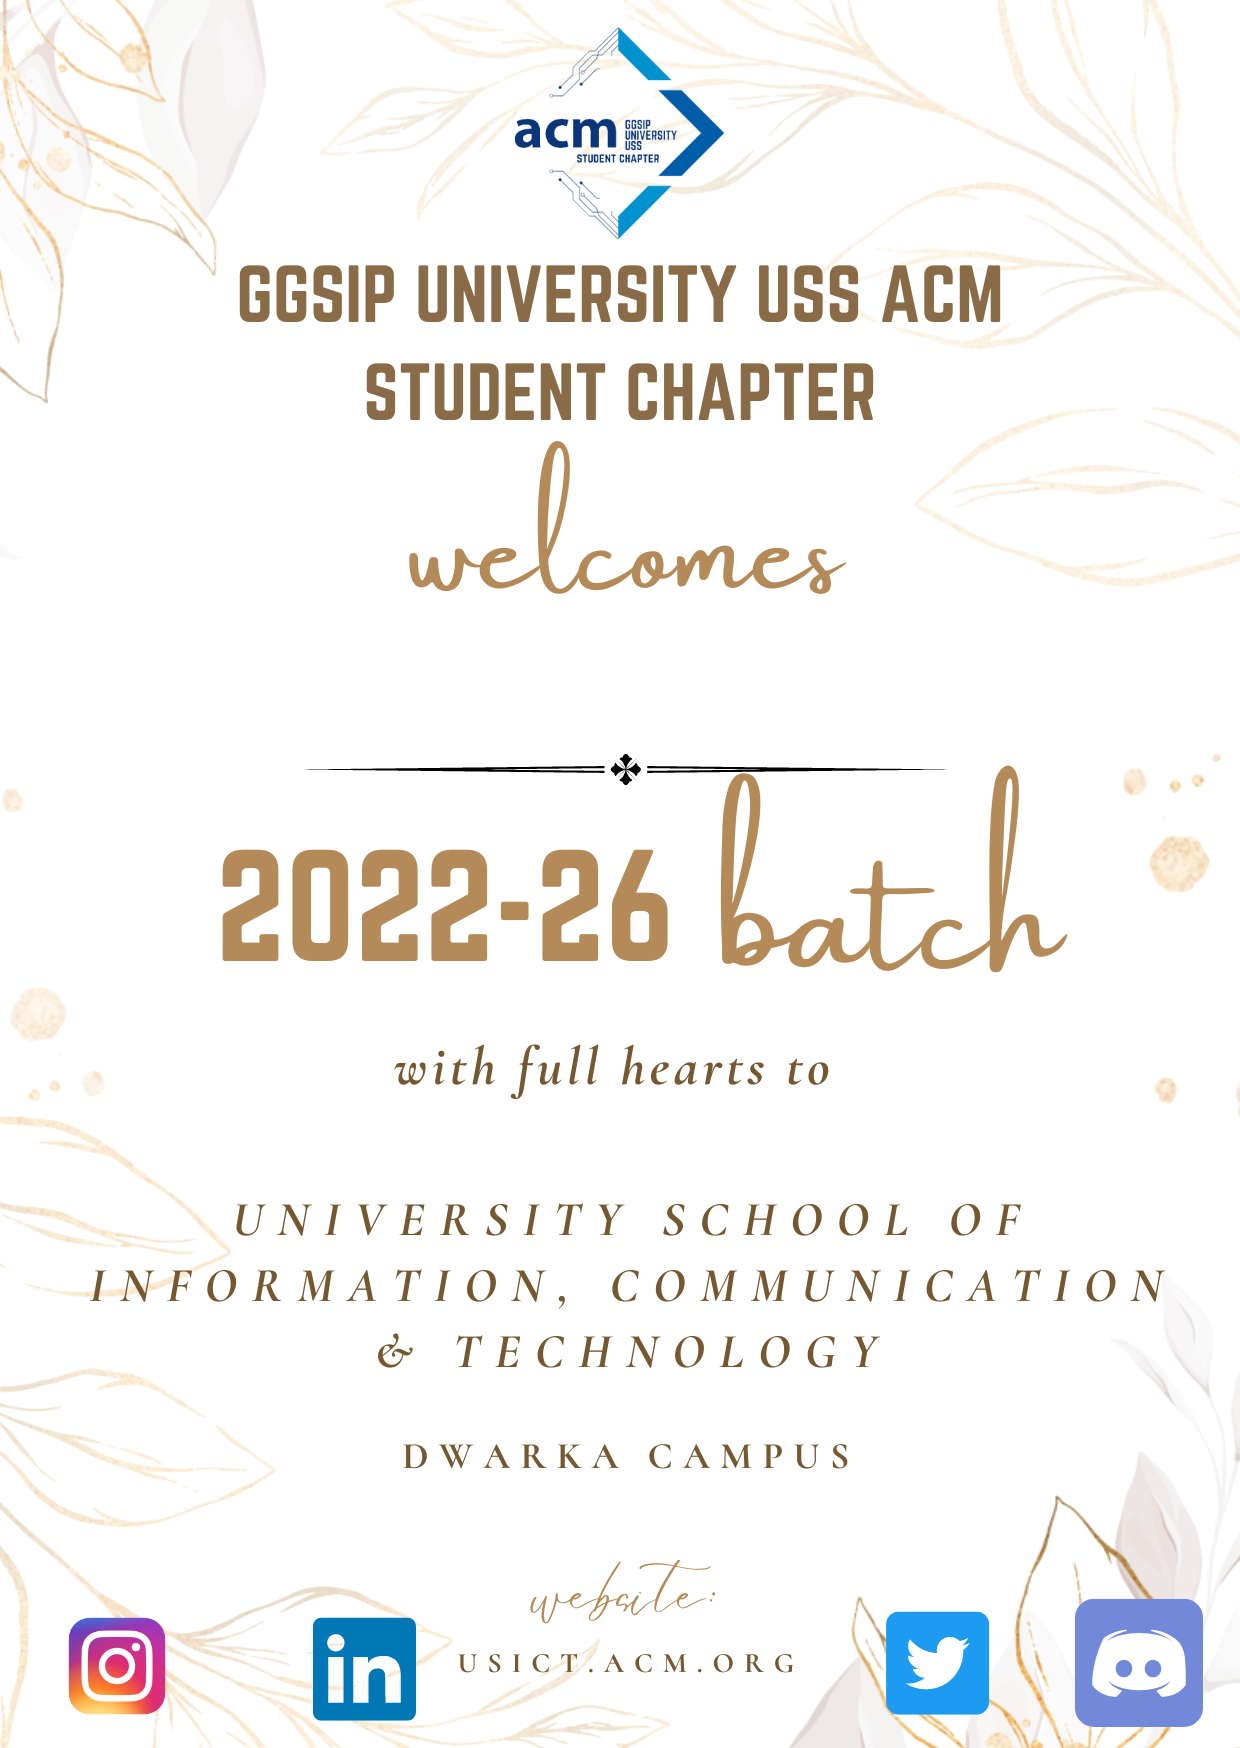 acm GGSIP
UNIVERSITY
USS
STUDENT CHAPTER
GGSIP UNIVERSITY USS ACM
STUDENT CHAPTER
welcomes
2022-26 batch
with full hearts to
UNIVERSITY SCHOOL OF
INFORMATION, COMMUNICATION
& TECHNOLOGY
DWARKA CAMPUS
website:
USICT.ACM.ORG
in